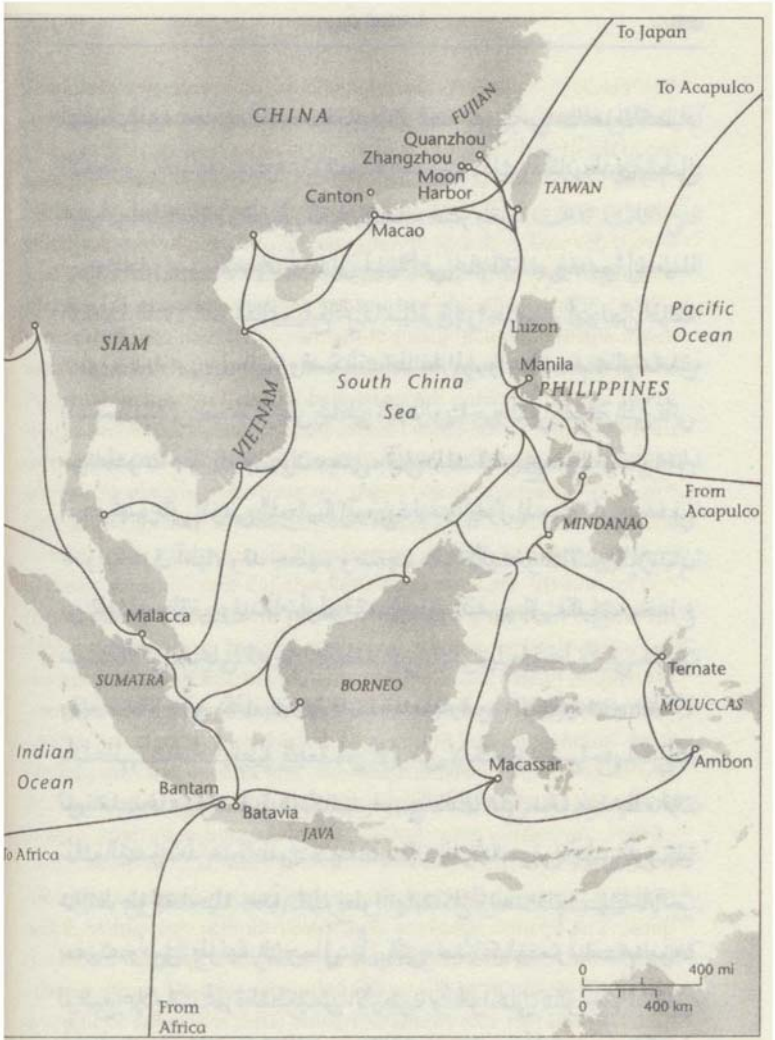 To Japan
To Acapulco
CHINA
FUJIAN
Quanzhou
Zhangzhou
Moon
Harbor
TAIWAN
Canton
Macao
Pacific
Ocean
Luzon
SIAM
South China
Sea
Manila
PHILIPPINES
VIETNAM
From
Acapulco
MINDANAO
Malacca
Ternate
SUMATRA
BORNEO
MOLUCCAS
Indian
Ocean
Macassar
Ambon
Bantam
Batavia
JAVA
To Africa
0 400 mi
0 400 km
From
Africa